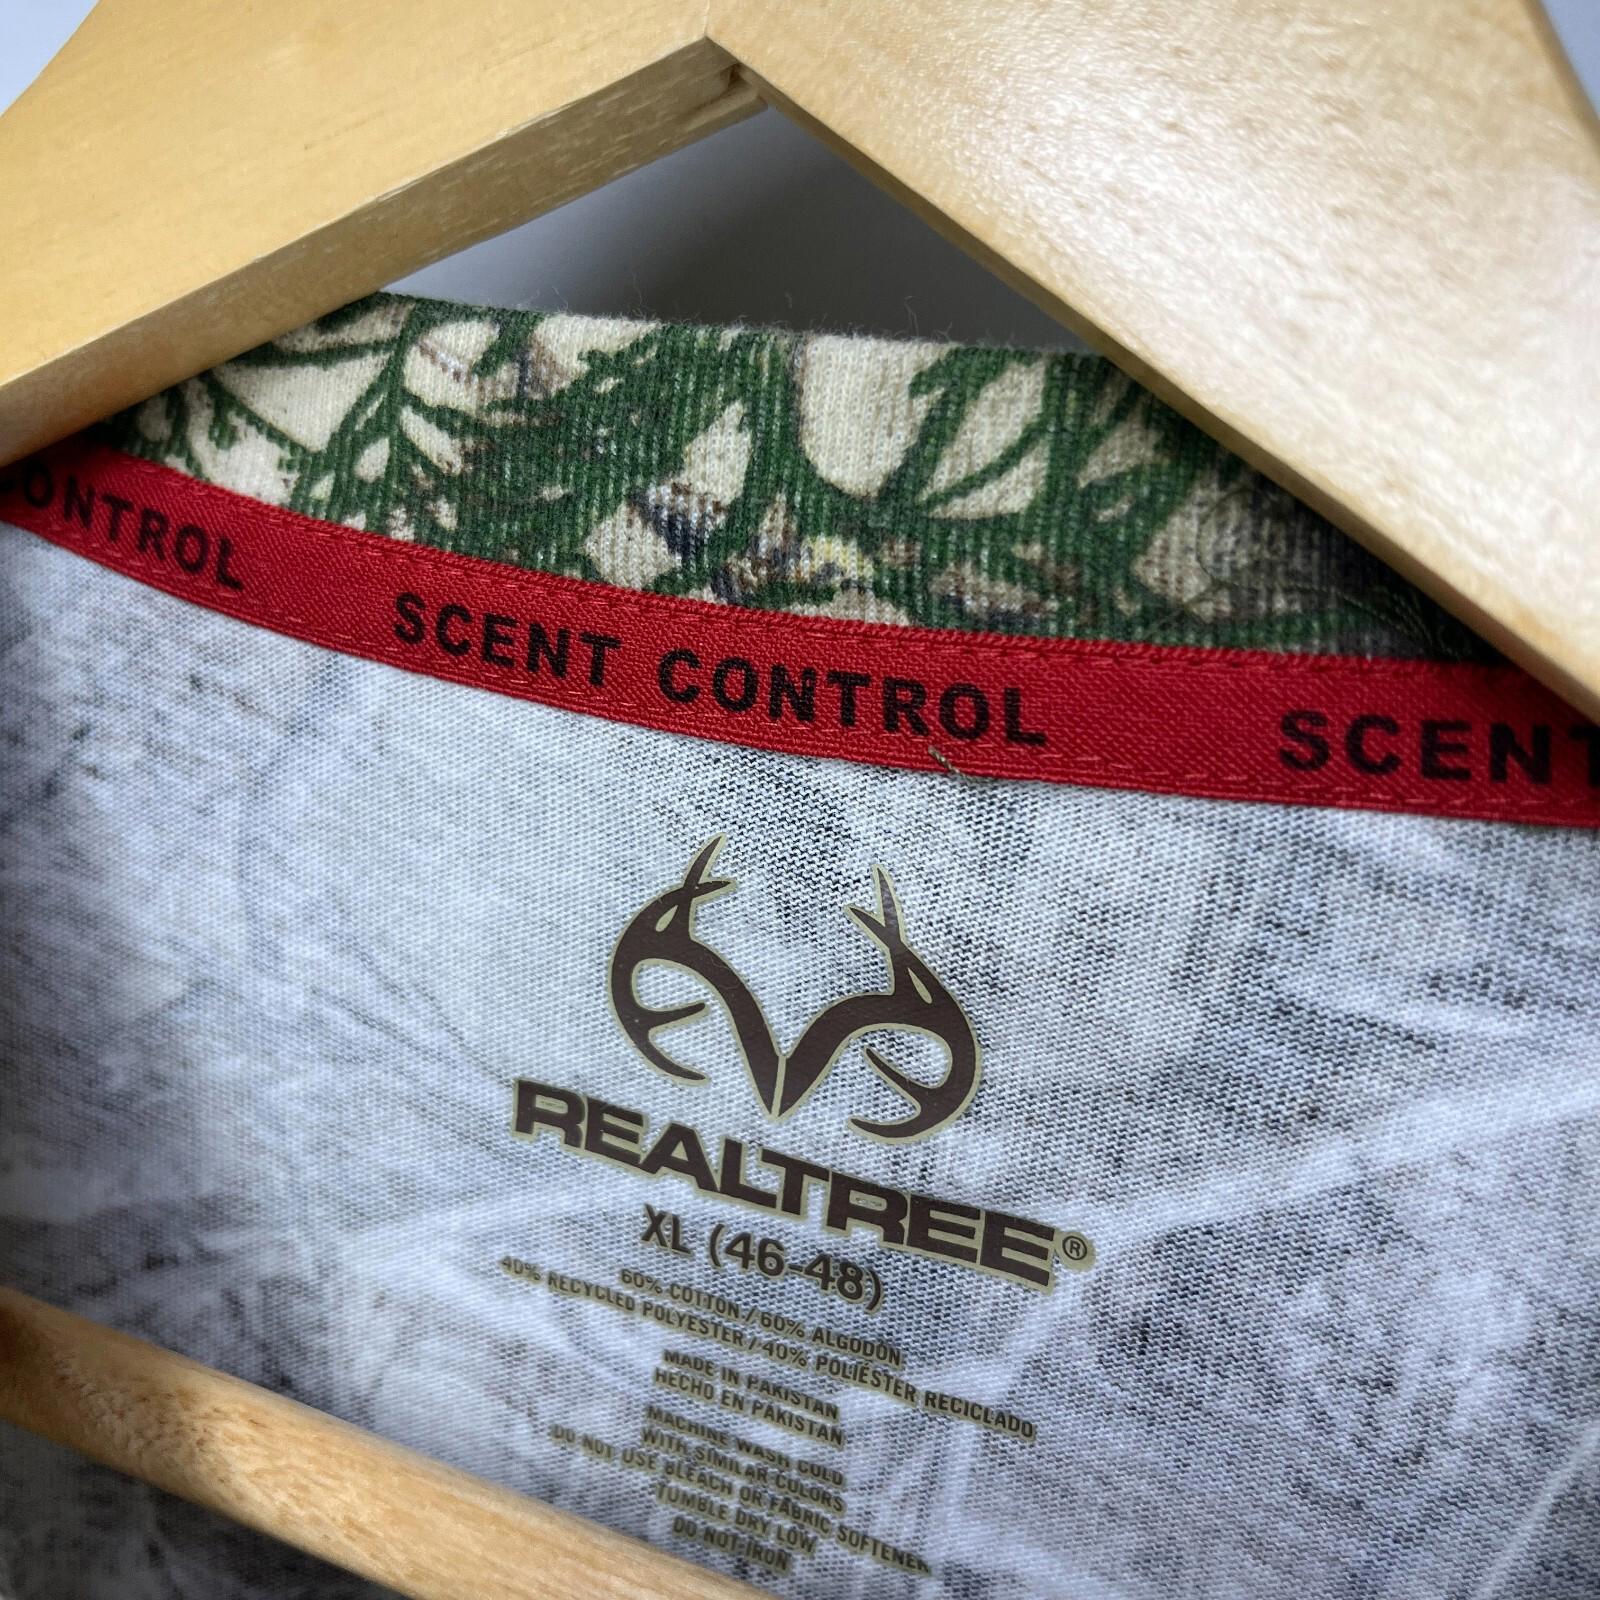 CONTROL SCENT CONTROL SCENT
REALTREE®
XL (46-48)
60% COTTON / 60% ALGODÓN
40% RECYCLED POLYESTER / 40% POLIÉSTER RECICLADO
MADE IN PAKISTAN
HECHO EN PAKISTAN
MACHINE WASH COLD
WITH SIMILAR COLORS
DO NOT USE BLEACH OR FABRIC SOFTENER
TUMBLE DRY LOW
DO NOT IRON